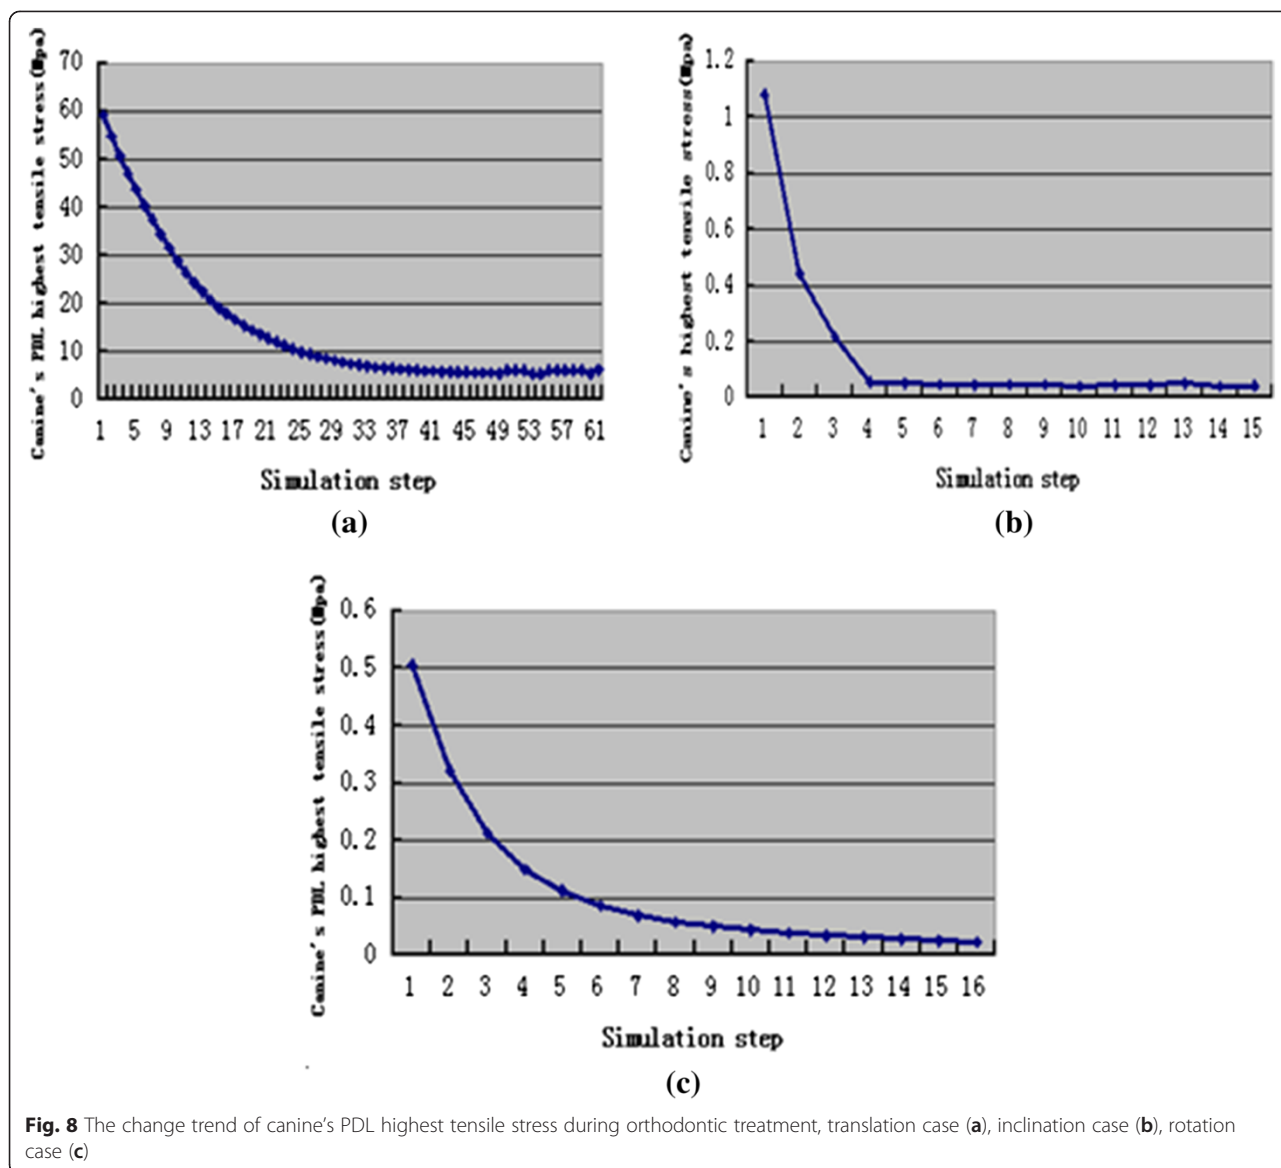 Canine's PDL highest tensile stress(Mpa)
70
60
50
40
30
20
10
0
1 5 9 13 17 21 25 29 33 37 41 45 49 53 57 61
Simulation step
(a)
Canine's highest tensile stress(Mpa)
1.2
1
0.8
0.6
0.4
0.2
0
1 2 3 4 5 6 7 8 9 10 11 12 13 14 15
Simulation step
(b)
Canine's PDL highest tensile stress(Mpa)
0.6
0.5
0.4
0.3
0.2
0.1
0
1 2 3 4 5 6 7 8 9 10 11 12 13 14 15 16
Simulation step
(c)
Fig. 8 The change trend of canine's PDL highest tensile stress during orthodontic treatment, translation case (a), inclination case (b), rotation
case (c)